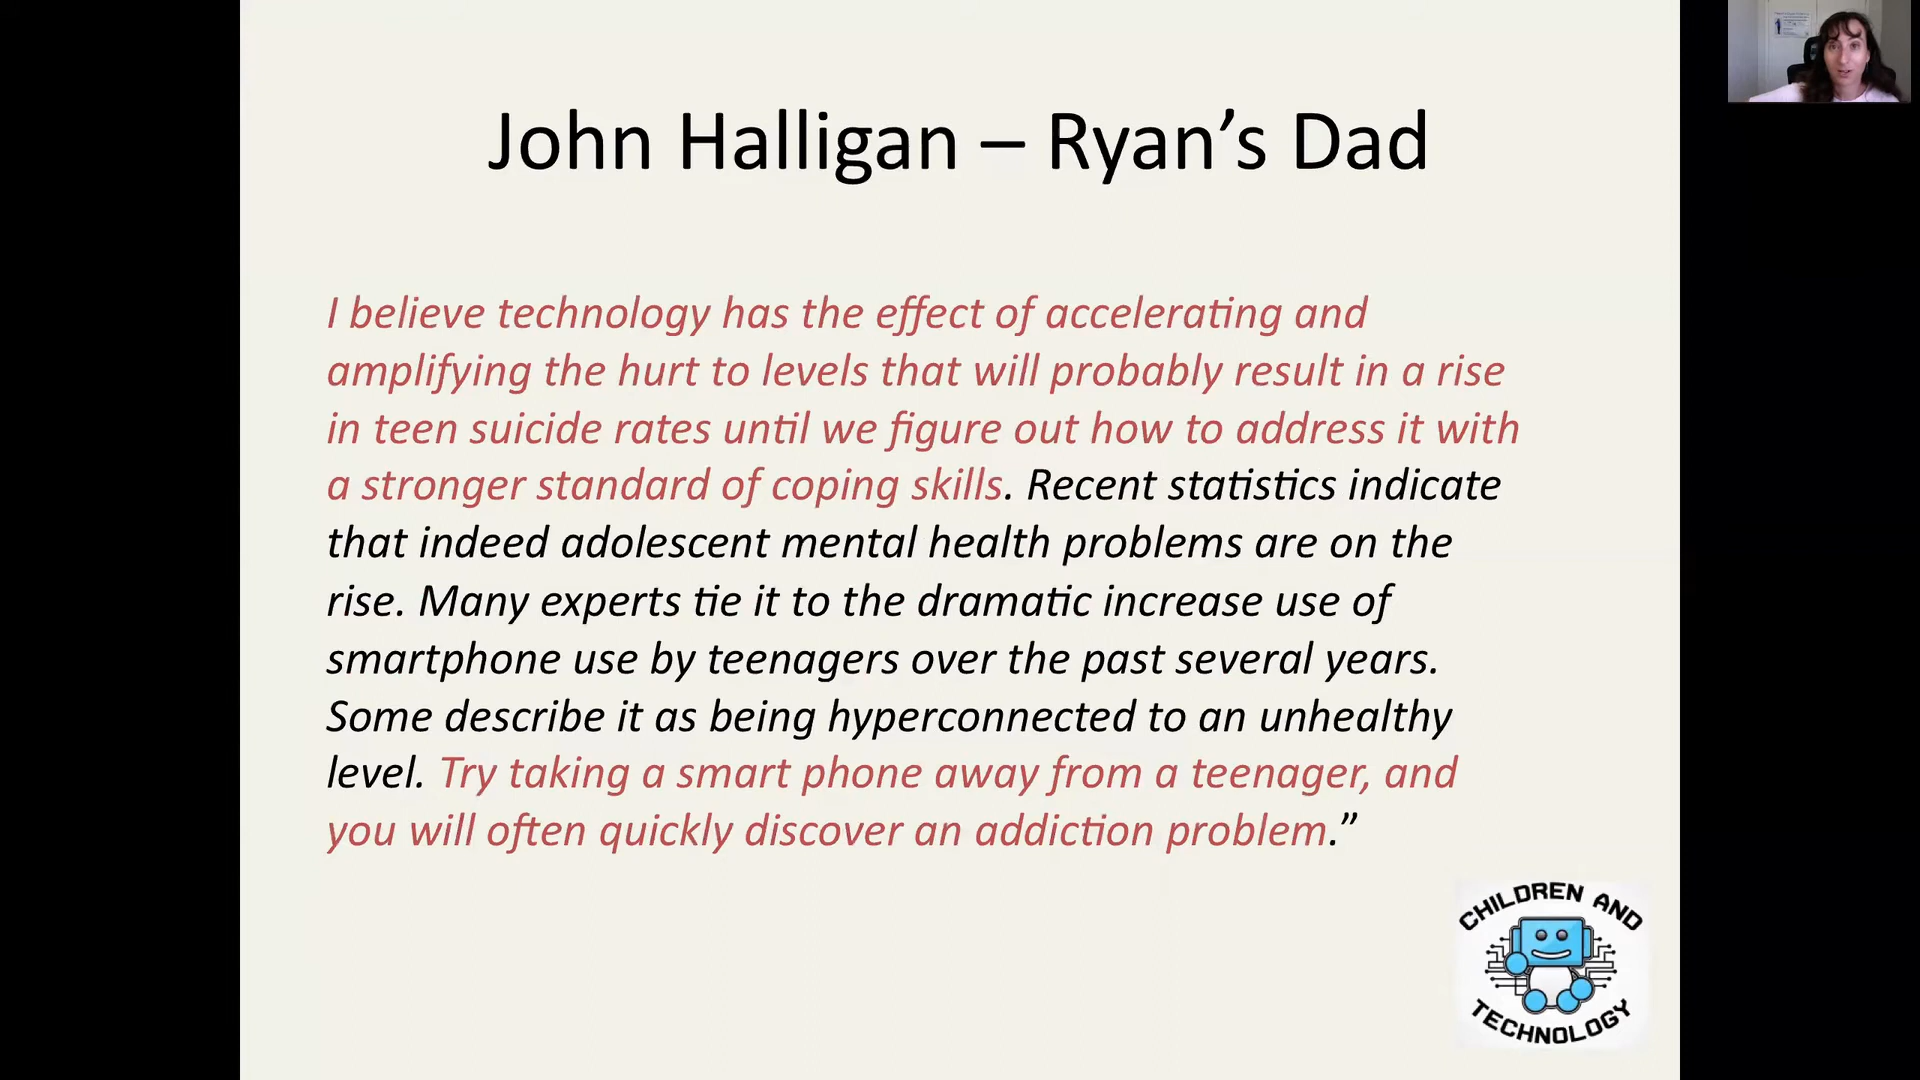 John Halligan – Ryan’s Dad
I believe technology has the effect of accelerating and
amplifying the hurt to levels that will probably result in a rise
in teen suicide rates until we figure out how to address it with
a stronger standard of coping skills. Recent statistics indicate
that indeed adolescent mental health problems are on the
rise. Many experts tie it to the dramatic increase use of
smartphone use by teenagers over the past several years.
Some describe it as being hyperconnected to an unhealthy
level. Try taking a smart phone away from a teenager, and
you will often quickly discover an addiction problem.”
CHILDREN AND
TECHNOLOGY